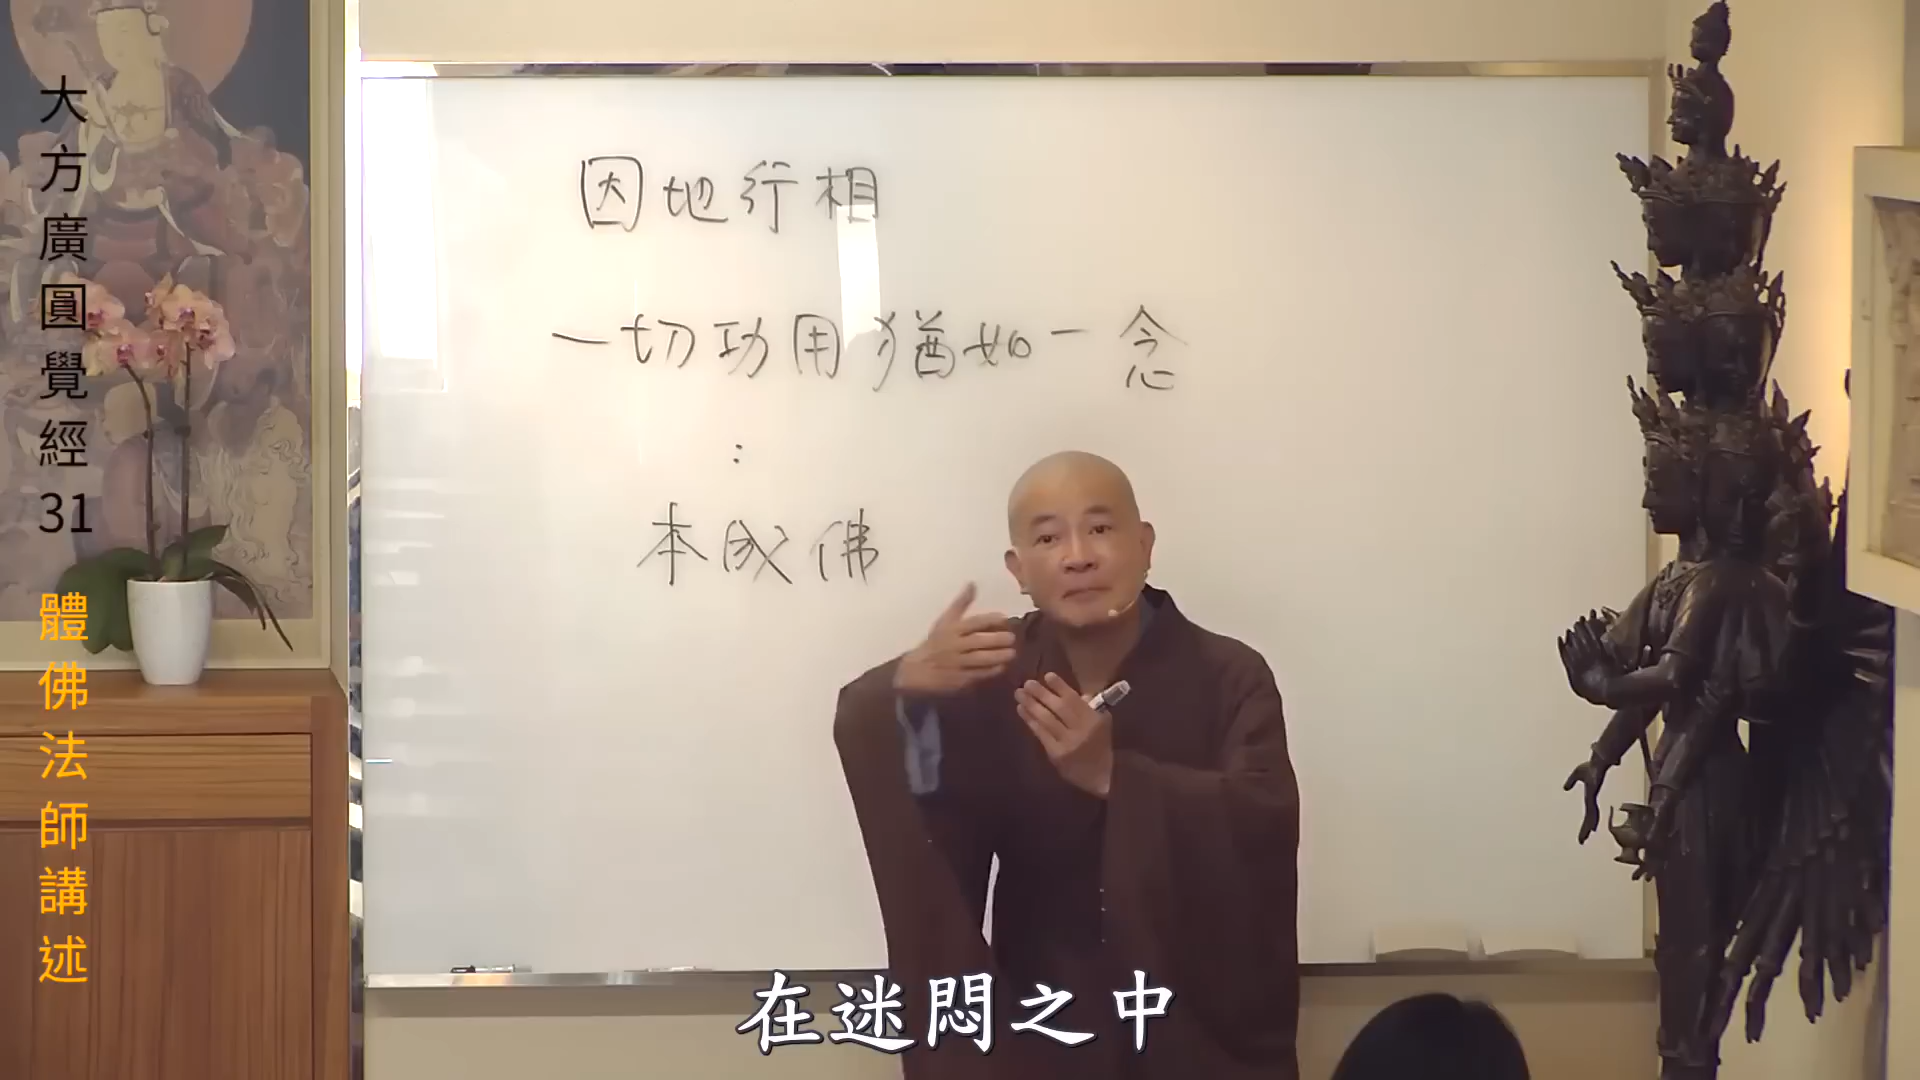 大方廣圓覺經31
體佛法師講述
因地行相
一切功用猶如一念
:
本成佛
在迷悶之中